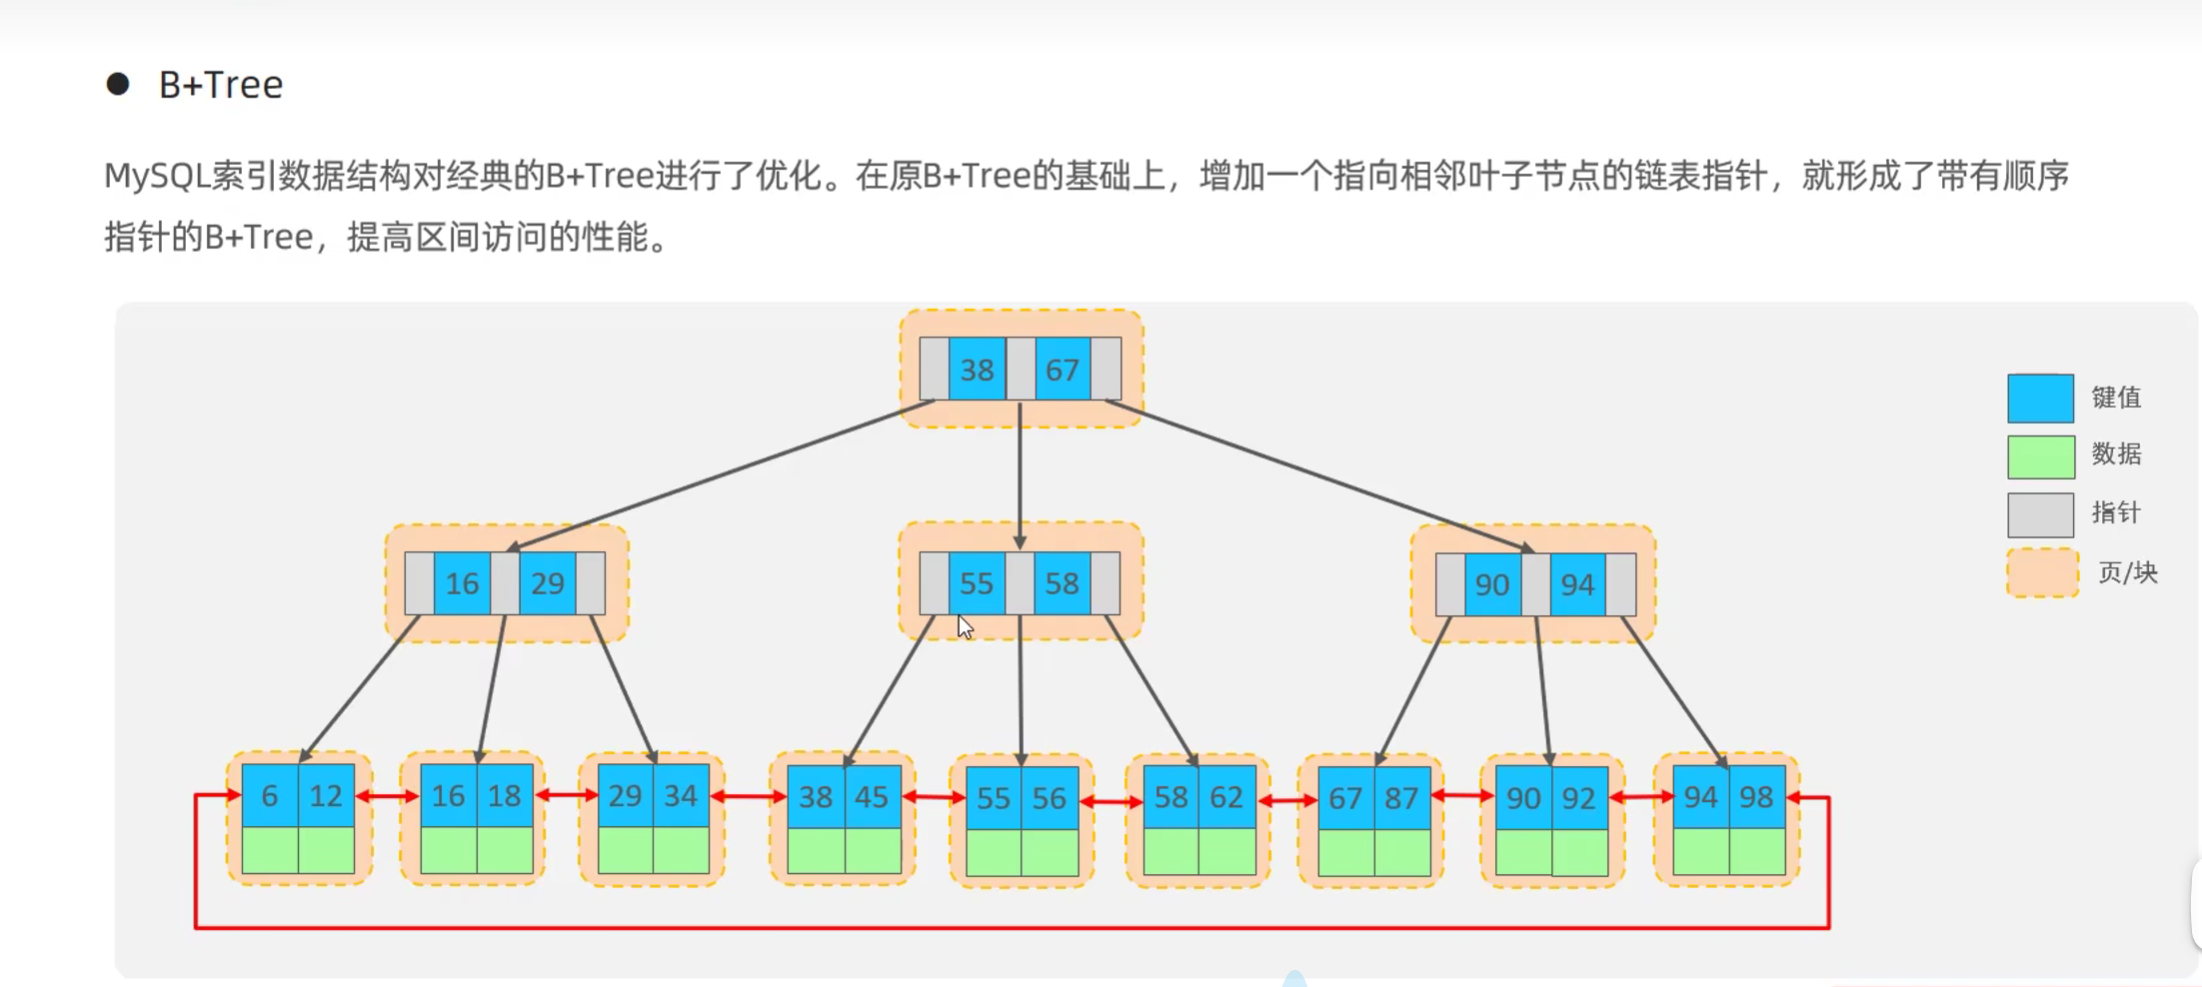 B+Tree
MySQL索引数据结构对经典的B+Tree进行了优化。在原B+Tree的基础上，增加一个指向相邻叶子节点的链表指针，就形成了带有顺序
指针的B+Tree，提高区间访问的性能。
38 67
键值
数据
指针
页/块
16 29 55 58 90 94
6 12 16 18 29 34 38 45 55 56 58 62 67 87 90 92 94 98